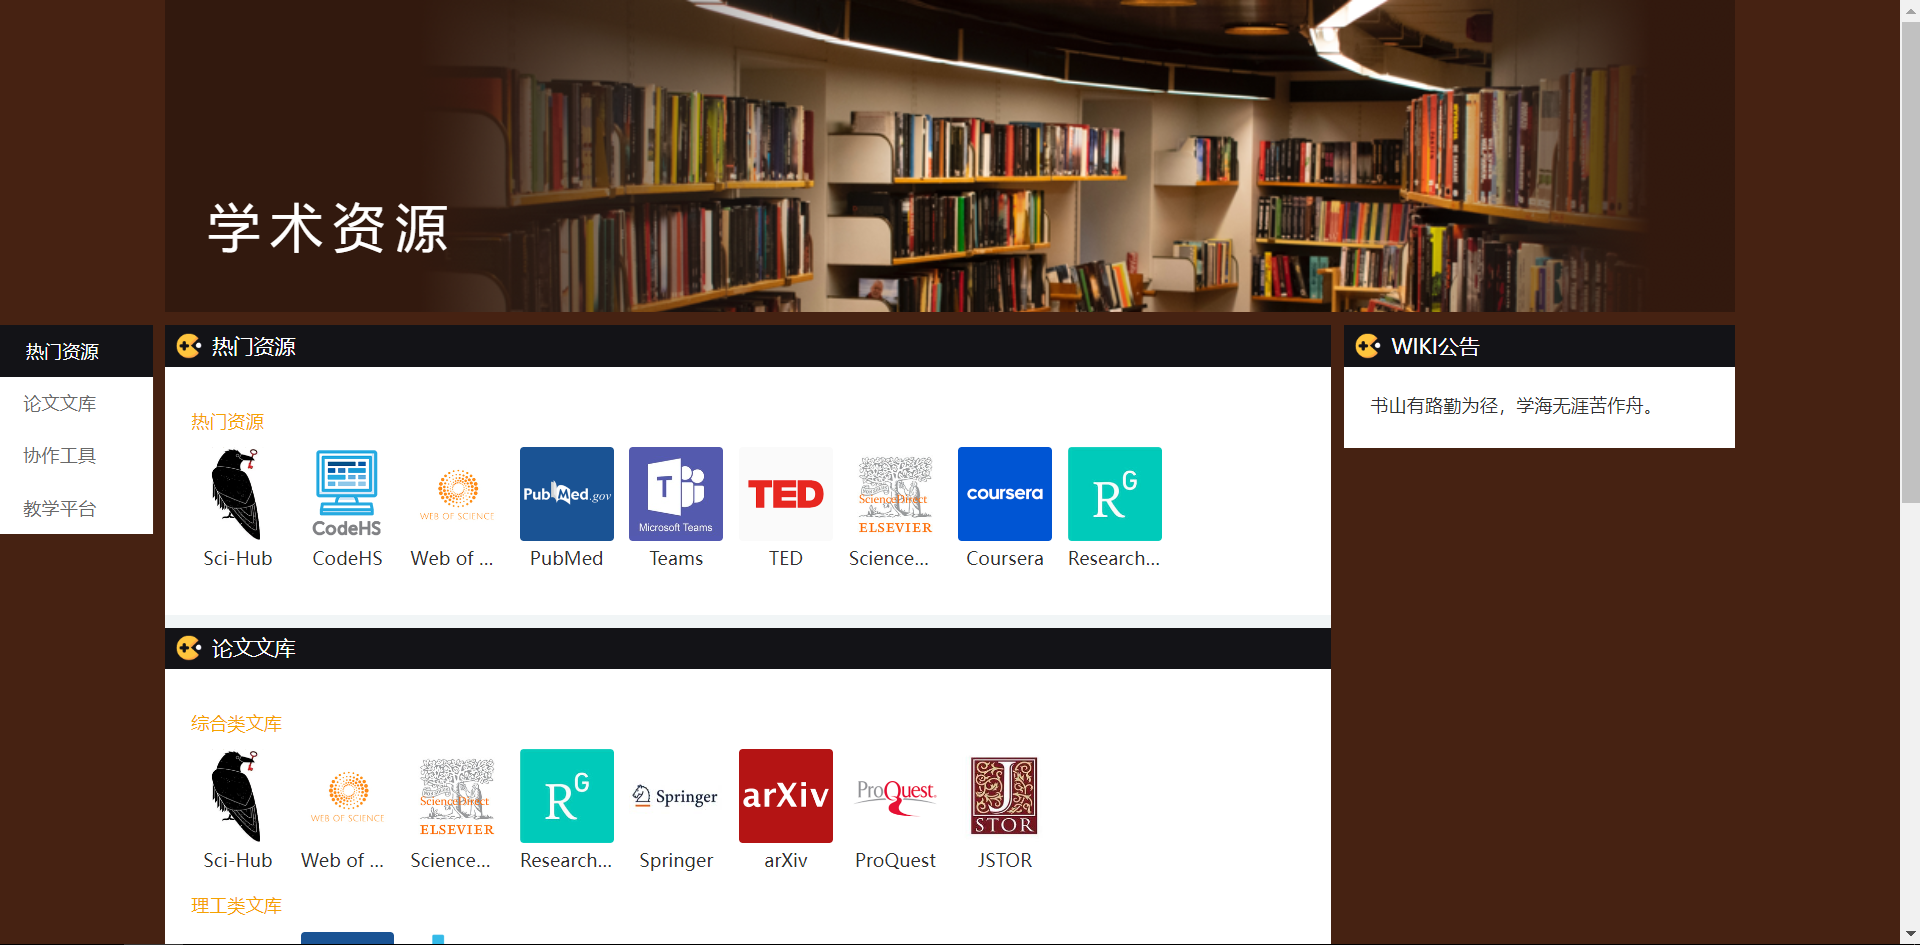 学术资源
热门资源
论文文库
协作工具
教学平台
热门资源
热门资源
CodeHS
WEB OF SCIENCE
PubMed.gov
T
Microsoft Teams
TED
ScienceDirect
ELSEVIER
coursera
RG
Sci-Hub
CodeHS
Web of ...
PubMed
Teams
TED
Science...
Coursera
Research...
论文文库
综合类文库
WEB OF SCIENCE
ScienceDirect
ELSEVIER
RG
Springer
arXiv
ProQuest
J
STOR
Sci-Hub
Web of ...
Science...
Research...
Springer
arXiv
ProQuest
JSTOR
理工类文库
WIKI公告
书山有路勤为径，学海无涯苦作舟。